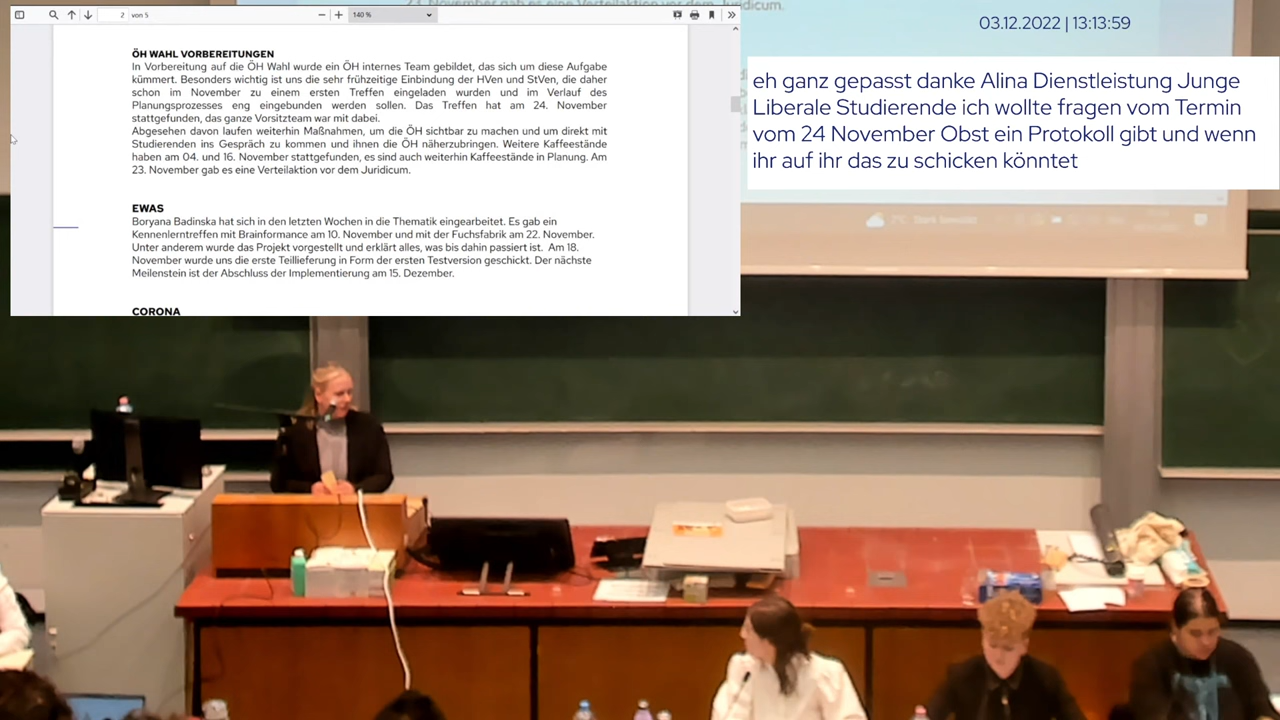 2 von 5
140 %
ÖH WAHL VORBEREITUNGEN
In Vorbereitung auf die ÖH Wahl wurde ein ÖH internes Team gebildet, das sich um diese Aufgabe
kümmert. Besonders wichtig ist uns die sehr frühzeitige Einbindung der HVen und StVen, die daher
schon im November zu einem ersten Treffen eingeladen wurden und im Verlauf des
Planungsprozesses eng eingebunden werden sollen. Das Treffen hat am 24. November
stattgefunden, das ganze Vorsitzteam war mit dabei.
Abgesehen davon laufen weiterhin Maßnahmen, um die ÖH sichtbar zu machen und um direkt mit
Studierenden ins Gespräch zu kommen und ihnen die ÖH näherzubringen. Weitere Kaffeestände
haben am 04. und 16. November stattgefunden, es sind auch weiterhin Kaffeestände in Planung. Am
23. November gab es eine Verteilaktion vor dem Juridicum.
EWAS
Boryana Badinska hat sich in den letzten Wochen in die Thematik eingearbeitet. Es gab ein
Kennenlerntreffen mit Brainformance am 10. November und mit der Fuchsfabrik am 22. November.
Unter anderem wurde das Projekt vorgestellt und erklärt alles, was bis dahin passiert ist. Am 18.
November wurde uns die erste Teillieferung in Form der ersten Testversion geschickt. Der nächste
Meilenstein ist der Abschluss der Implementierung am 15. Dezember.
CORONA
23. November gab es eine Verteilaktion vor dem Juridicum.
03.12.2022 | 13:13:59
eh ganz gepasst danke Alina Dienstleistung Junge
Liberale Studierende ich wollte fragen vom Termin
vom 24 November Obst ein Protokoll gibt und wenn
ihr auf ihr das zu schicken könntet